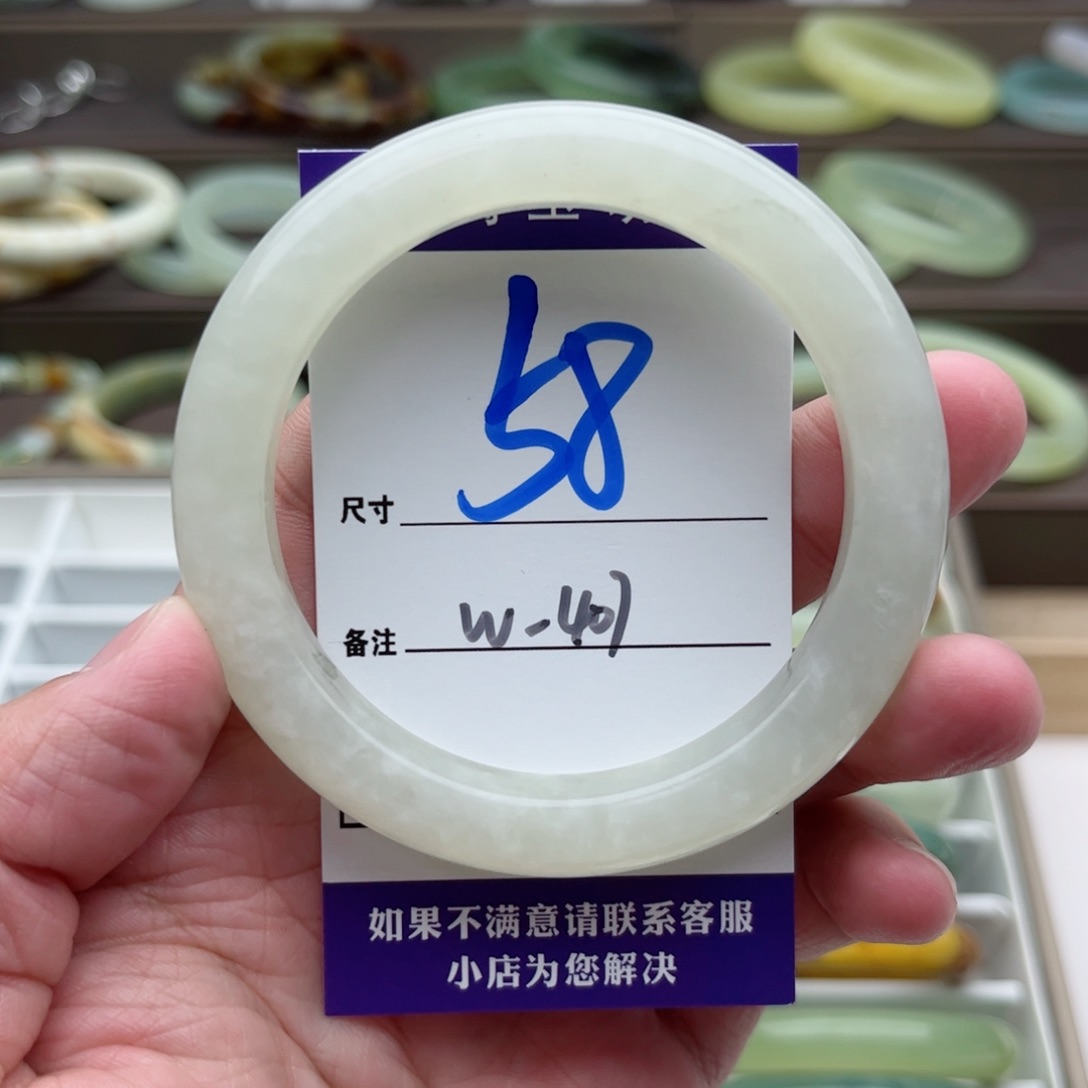 58
尺寸
备注 W-401
如果不满意请联系客服
小店为您解决